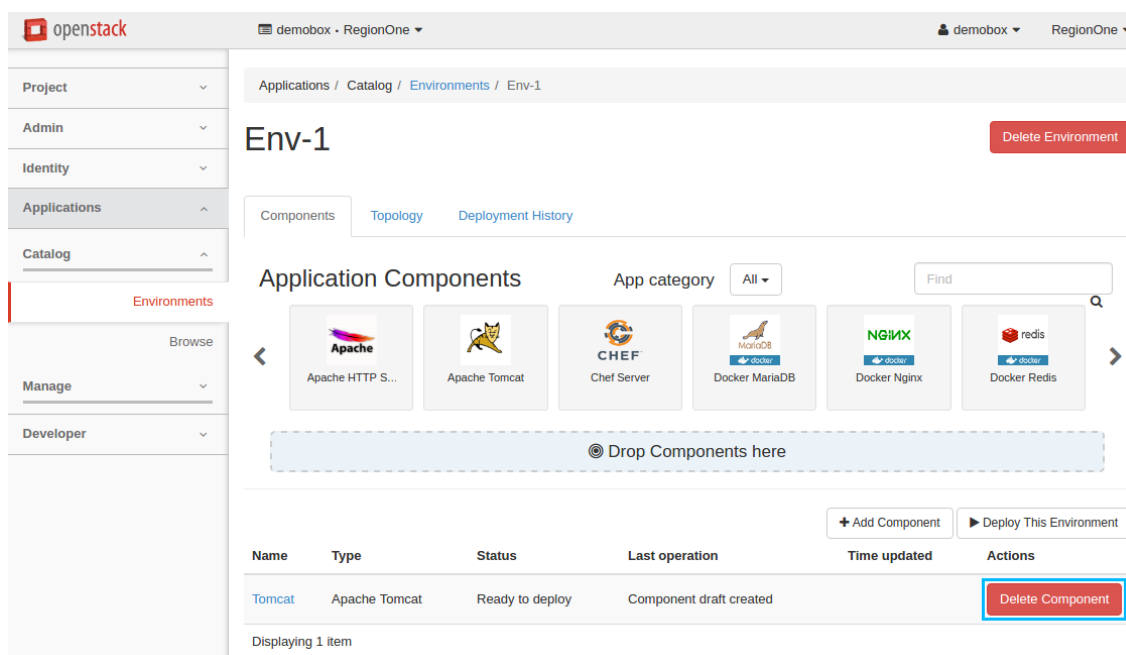 openstack
demobox • RegionOne
demobox
RegionOne
Project
Admin
Identity
Applications
Catalog
Environments
Browse
Manage
Developer
Applications / Catalog / Environments / Env-1
Env-1
Delete Environment
Components
Topology
Deployment History
Application Components
App category
All
Find
Apache
Apache HTTP S...
Apache Tomcat
CHEF
Chef Server
MariaDB
docker
Docker MariaDB
NGiNX
docker
Docker Nginx
redis
docker
Docker Redis
Drop Components here
Add Component
Deploy This Environment
Name Type Status Last operation Time updated Actions
Tomcat Apache Tomcat Ready to deploy Component draft created Delete Component
Displaying 1 item